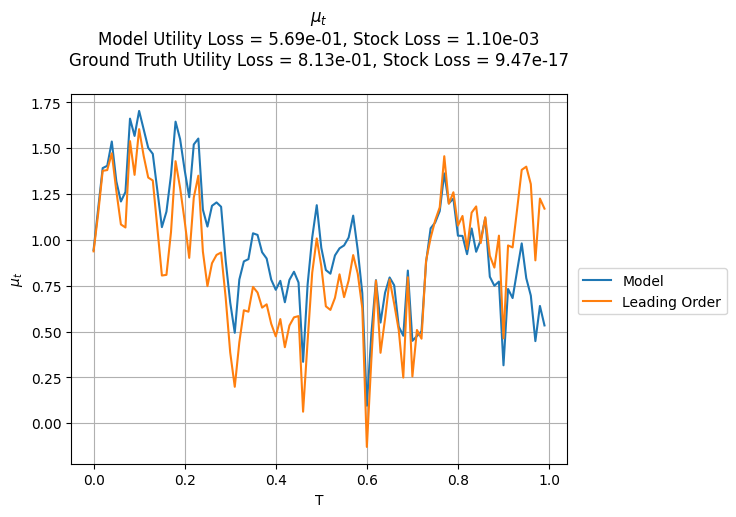 μt
Model Utility Loss = 5.69e-01, Stock Loss = 1.10e-03
Ground Truth Utility Loss = 8.13e-01, Stock Loss = 9.47e-17
1.75
1.50
1.25
1.00
0.75
0.50
0.25
0.00
μt
0.0 0.2 0.4 0.6 0.8 1.0
T
Model
Leading Order